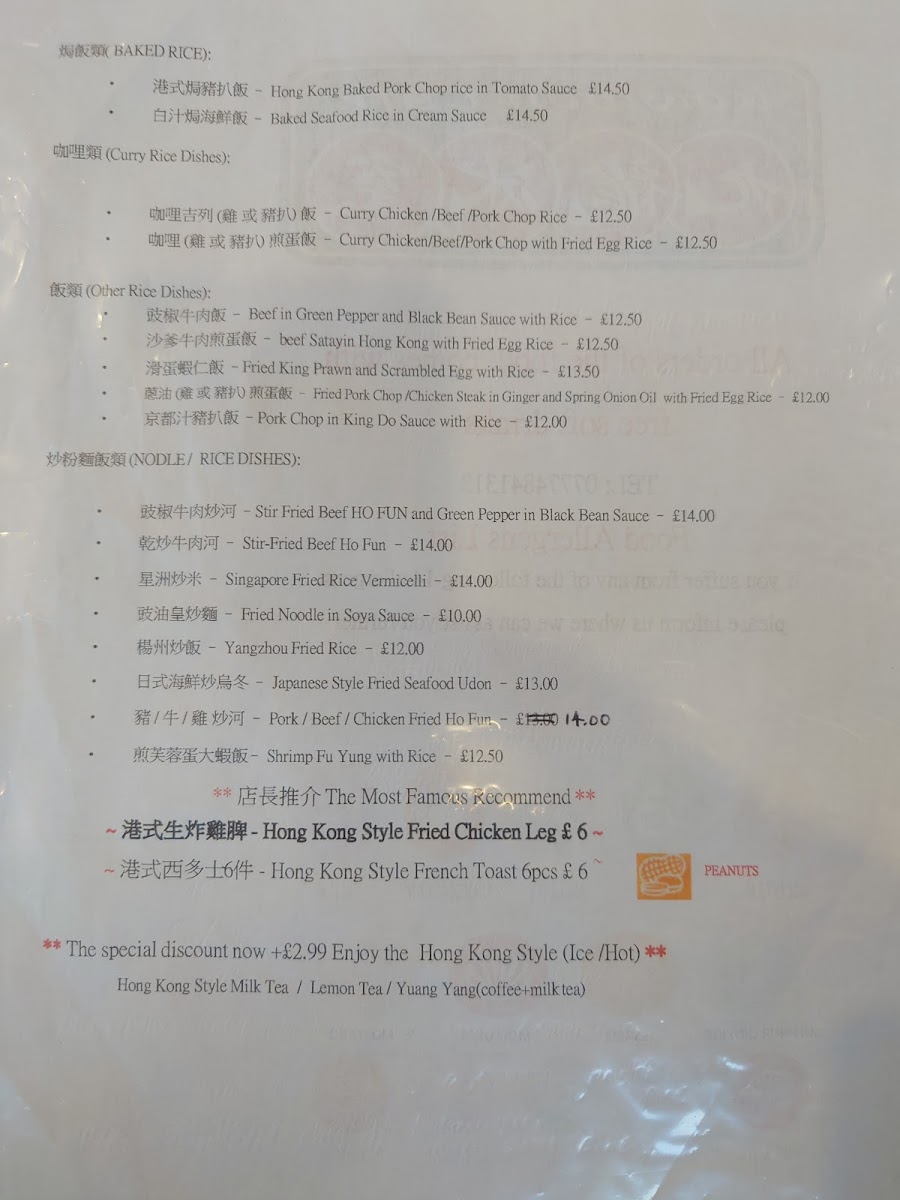 焗飯類( BAKED RICE):
• 港式焗豬扒飯 – Hong Kong Baked Pork Chop rice in Tomato Sauce £14.50
• 白汁焗海鮮飯 – Baked Seafood Rice in Cream Sauce £14.50
咖哩類 (Curry Rice Dishes):
• 咖哩吉列 (雞 或 豬扒) 飯 – Curry Chicken /Beef /Pork Chop Rice – £12.50
• 咖哩 (雞 或 豬扒) 煎蛋飯 – Curry Chicken/Beef/Pork Chop with Fried Egg Rice – £12.50
飯類 (Other Rice Dishes):
• 豉椒牛肉飯 – Beef in Green Pepper and Black Bean Sauce with Rice – £12.50
• 沙爹牛肉煎蛋飯 – beef Satayin Hong Kong with Fried Egg Rice – £12.50
• 滑蛋蝦仁飯 – Fried King Prawn and Scrambled Egg with Rice – £13.50
• 蔥油 (雞 或 豬扒) 煎蛋飯 – Fried Pork Chop /Chicken Steak in Ginger and Spring Onion Oil with Fried Egg Rice – £12.00
• 京都汁豬扒飯 – Pork Chop in King Do Sauce with Rice – £12.00
炒粉麵飯類 (NODLE / RICE DISHES):
• 豉椒牛肉炒河 – Stir Fried Beef HO FUN and Green Pepper in Black Bean Sauce – £14.00
• 乾炒牛肉河 – Stir-Fried Beef Ho Fun – £14.00
• 星洲炒米 – Singapore Fried Rice Vermicelli – £14.00
• 豉油皇炒麵 – Fried Noodle in Soya Sauce – £10.00
• 楊州炒飯 – Yangzhou Fried Rice – £12.00
• 日式海鮮炒烏冬 – Japanese Style Fried Seafood Udon – £13.00
• 豬 / 牛 / 雞 炒河 – Pork / Beef / Chicken Fried Ho Fun – £13.00 14.00
• 煎芙蓉蛋大蝦飯 – Shrimp Fu Yung with Rice – £12.50
** 店長推介 The Most Famous Recommend **
~ 港式生炸雞脾 - Hong Kong Style Fried Chicken Leg £ 6 ~
~ 港式西多士6件 - Hong Kong Style French Toast 6pcs £ 6 ~
PEANUTS
** The special discount now +£2.99 Enjoy the Hong Kong Style (Ice /Hot) **
Hong Kong Style Milk Tea / Lemon Tea / Yuang Yang(coffee+milk tea)